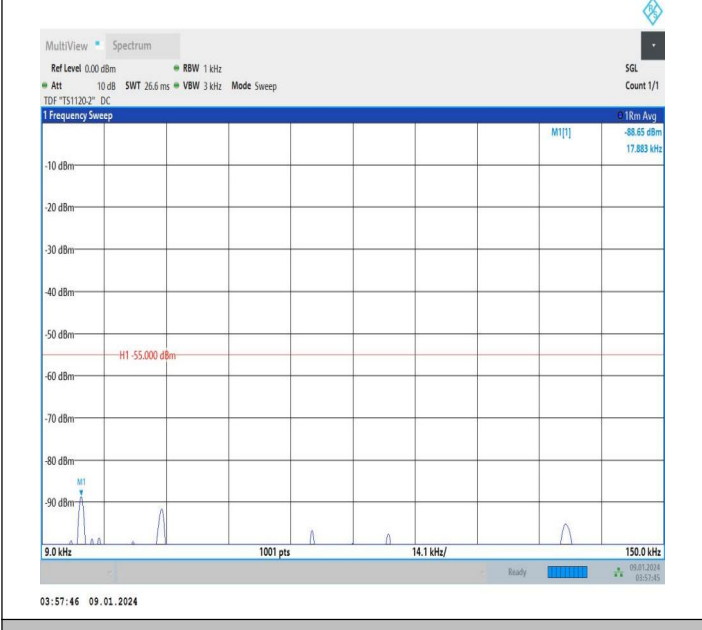 R S
MultiView Spectrum
Ref Level 0.00 dBm RBW 1 kHz SGL
Att 10 dB SWT 26.6 ms VBW 3 kHz Mode Sweep Count 1/1
TDF "TS1120-2" DC
1 Frequency Sweep 1Rm Avg
M1[1] -88.65 dBm
17.883 kHz
-10 dBm
-20 dBm
-30 dBm
-40 dBm
-50 dBm
H1 -55.000 dBm
-60 dBm
-70 dBm
-80 dBm
M1
-90 dBm
9.0 kHz 1001 pts 14.1 kHz/ 150.0 kHz
Ready 09.01.2024
03:57:45
03:57:46 09.01.2024